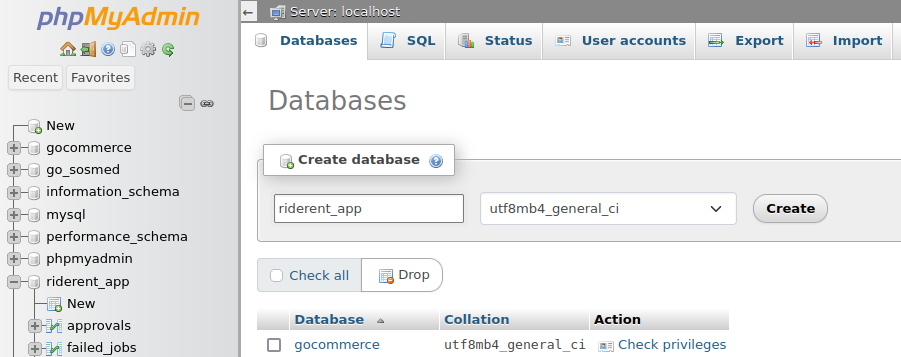 phpMyAdmin
Recent Favorites
New
gocommerce
go_sosmed
information_schema
mysql
performance_schema
phpmyadmin
riderent_app
New
approvals
failed_jobs
Server: localhost
Databases SQL Status User accounts Export Import
Databases
Create database
riderent_app utf8mb4_general_ci Create
Check all Drop
Database Collation Action
gocommerce utf8mb4_general_ci Check privileges